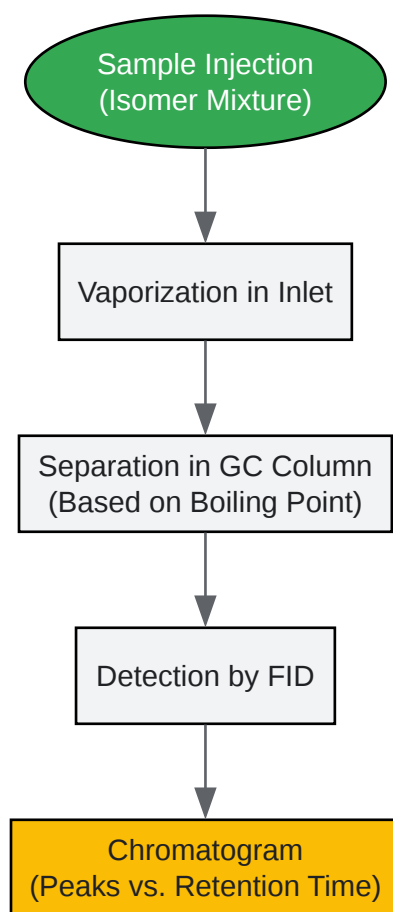 Sample Injection
(Isomer Mixture)
Vaporization in Inlet
Separation in GC Column
(Based on Boiling Point)
Detection by FID
Chromatogram
(Peaks vs. Retention Time)